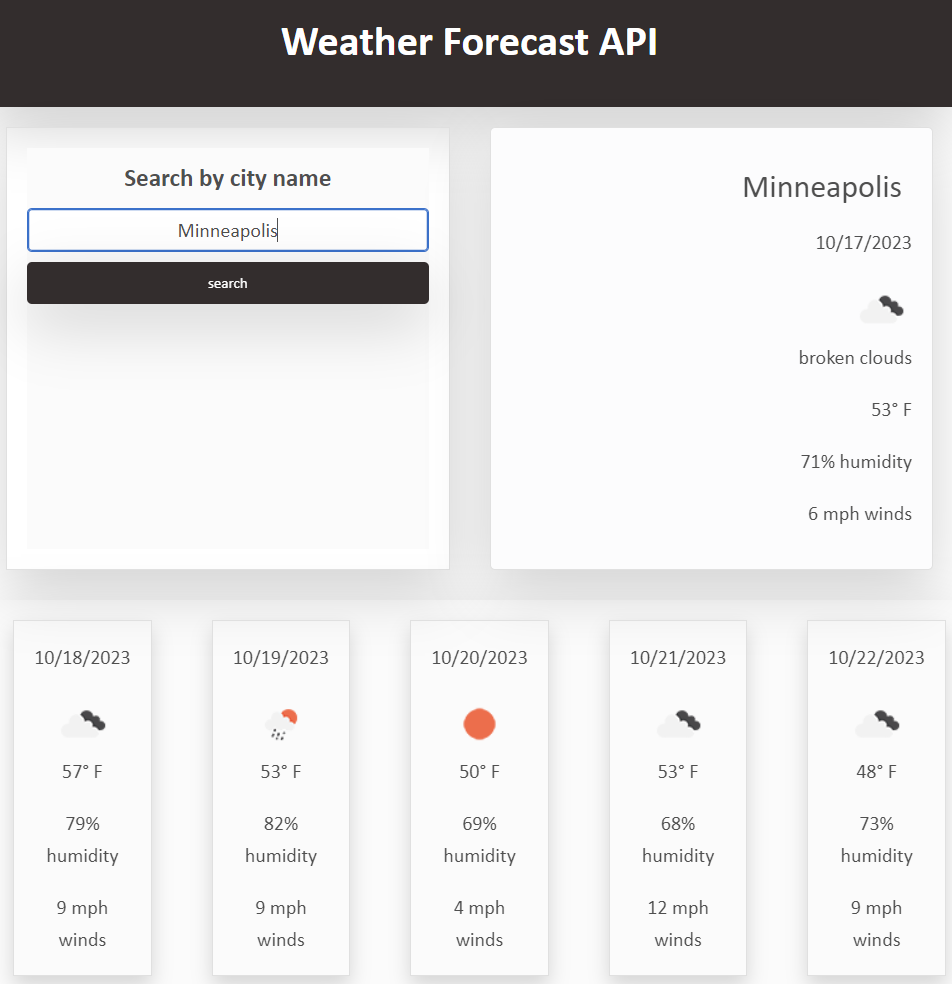 Weather Forecast API
Search by city name
Minneapolis
search
Minneapolis
10/17/2023
broken clouds
53° F
71% humidity
6 mph winds
10/18/2023
57° F
79%
humidity
9 mph
winds
10/19/2023
53° F
82%
humidity
9 mph
winds
10/20/2023
50° F
69%
humidity
4 mph
winds
10/21/2023
53° F
68%
humidity
12 mph
winds
10/22/2023
48° F
73%
humidity
9 mph
winds